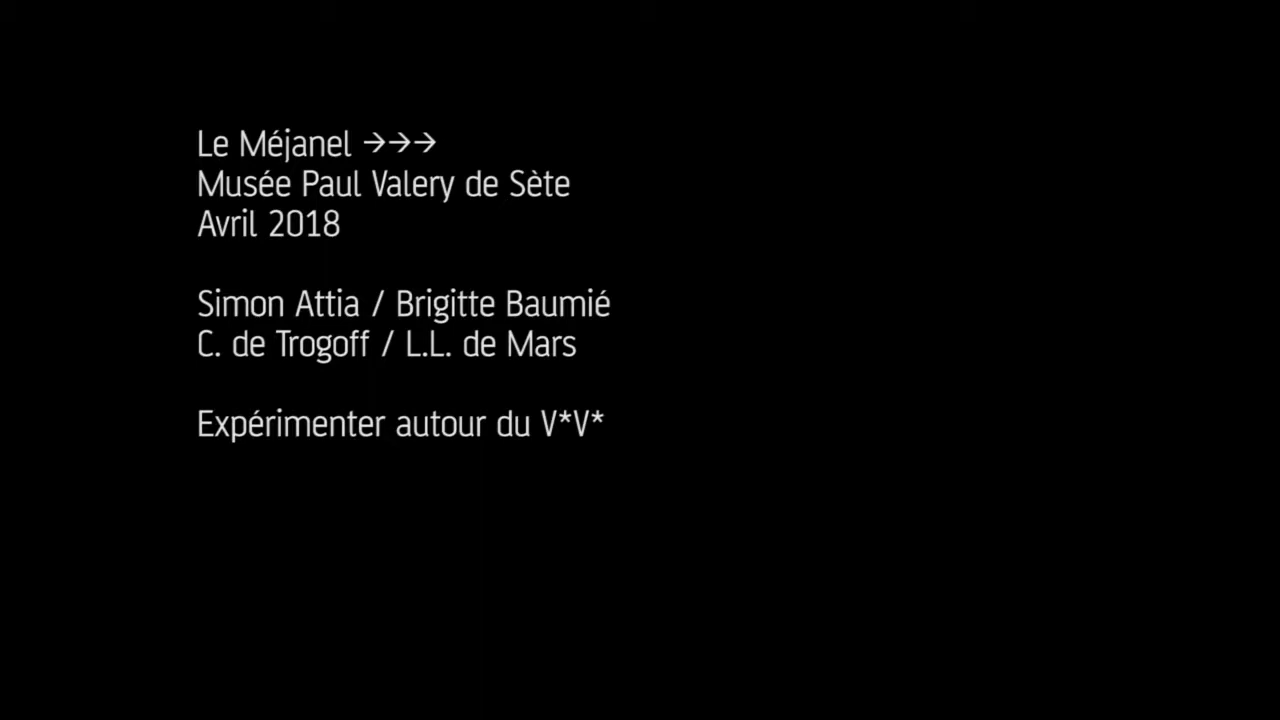 Le Méjanel →→→
Musée Paul Valery de Sète
Avril 2018
Simon Attia / Brigitte Baumié
C. de Trogoff / L.L. de Mars
Expérimenter autour du V*V*